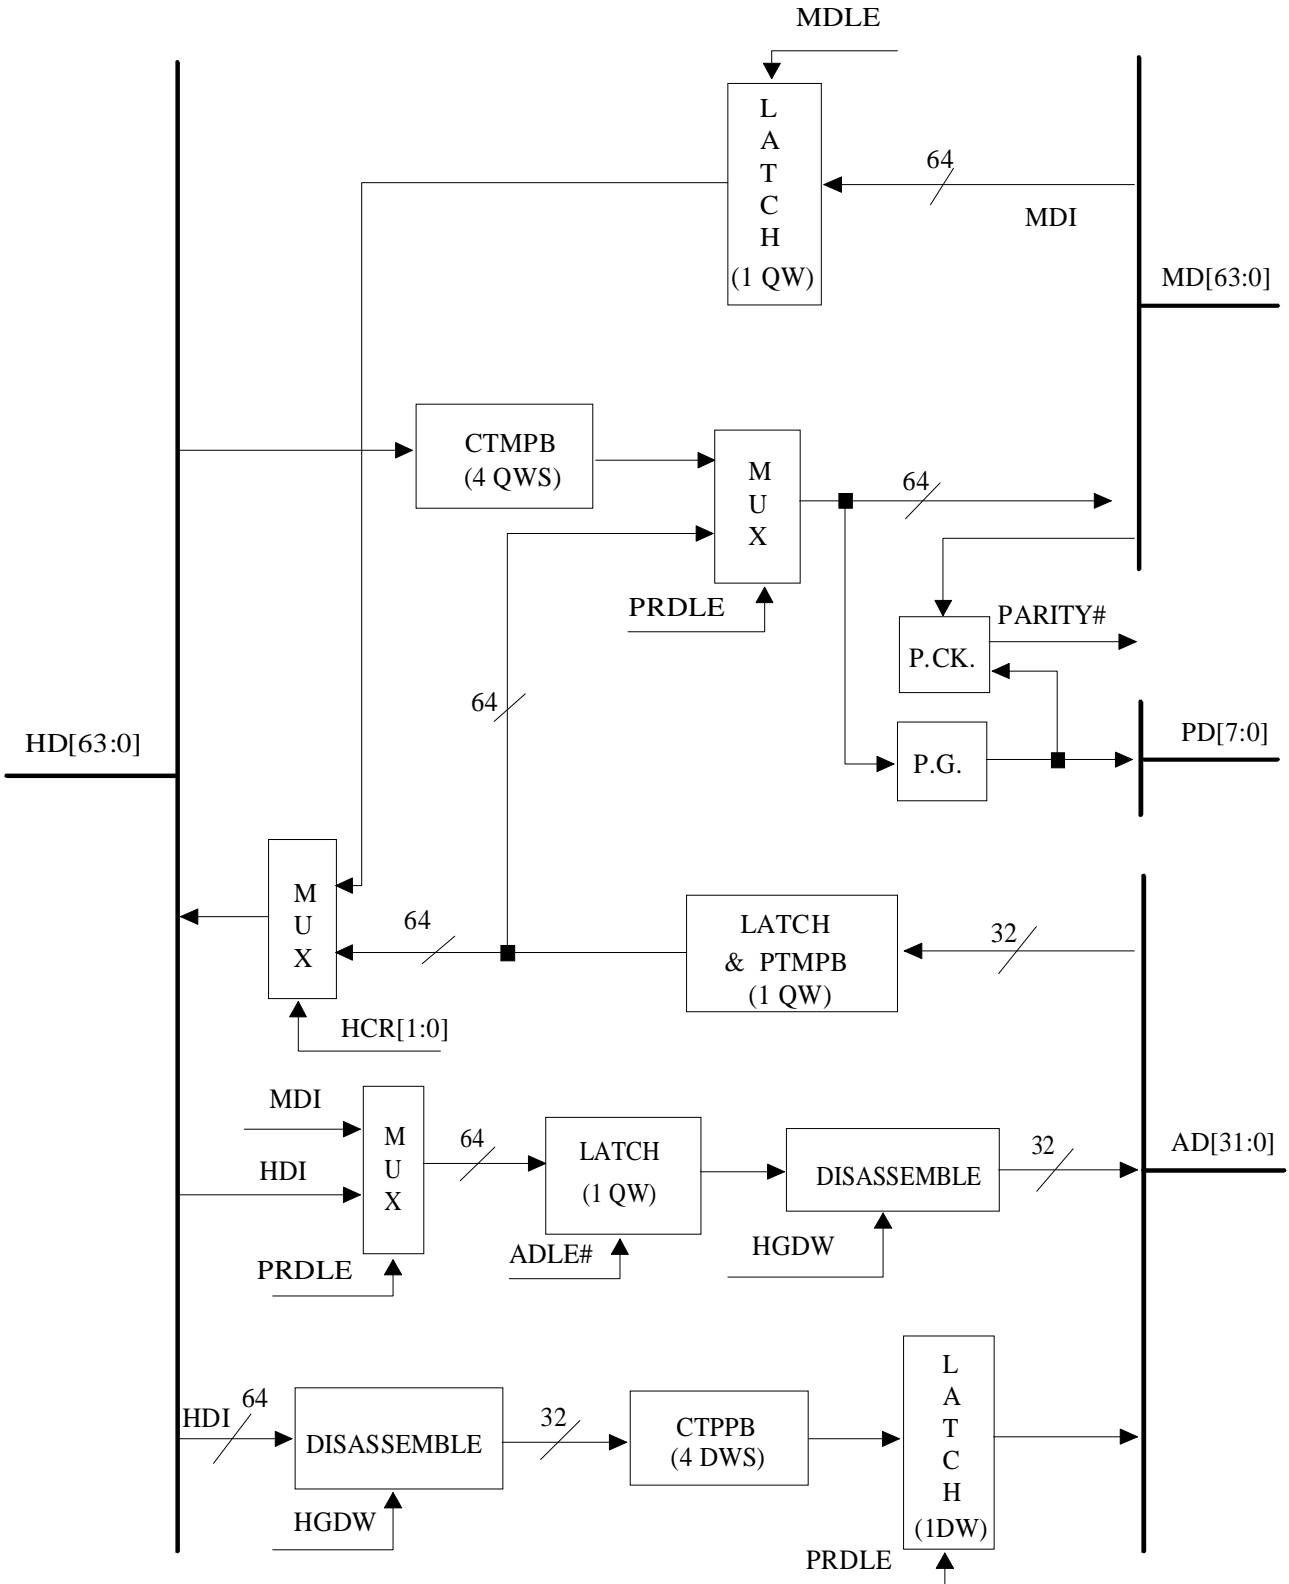 MDLE
L
A
T
C
H
(1 QW)
64
MDI
MD[63:0]
CTMPB
(4 QWS)
M
U
X
64
PRDLE
PARITY#
P.CK.
64
HD[63:0]
P.G.
PD[7:0]
M
U
X
64
LATCH
& PTMPB
(1 QW)
32
HCR[1:0]
MDI
HDI
M
U
X
64
LATCH
(1 QW)
DISASSEMBLE
32
AD[31:0]
PRDLE
ADLE#
HGDW
HDI
64
DISASSEMBLE
32
CTPPB
(4 DWS)
L
A
T
C
H
(1DW)
HGDW
PRDLE